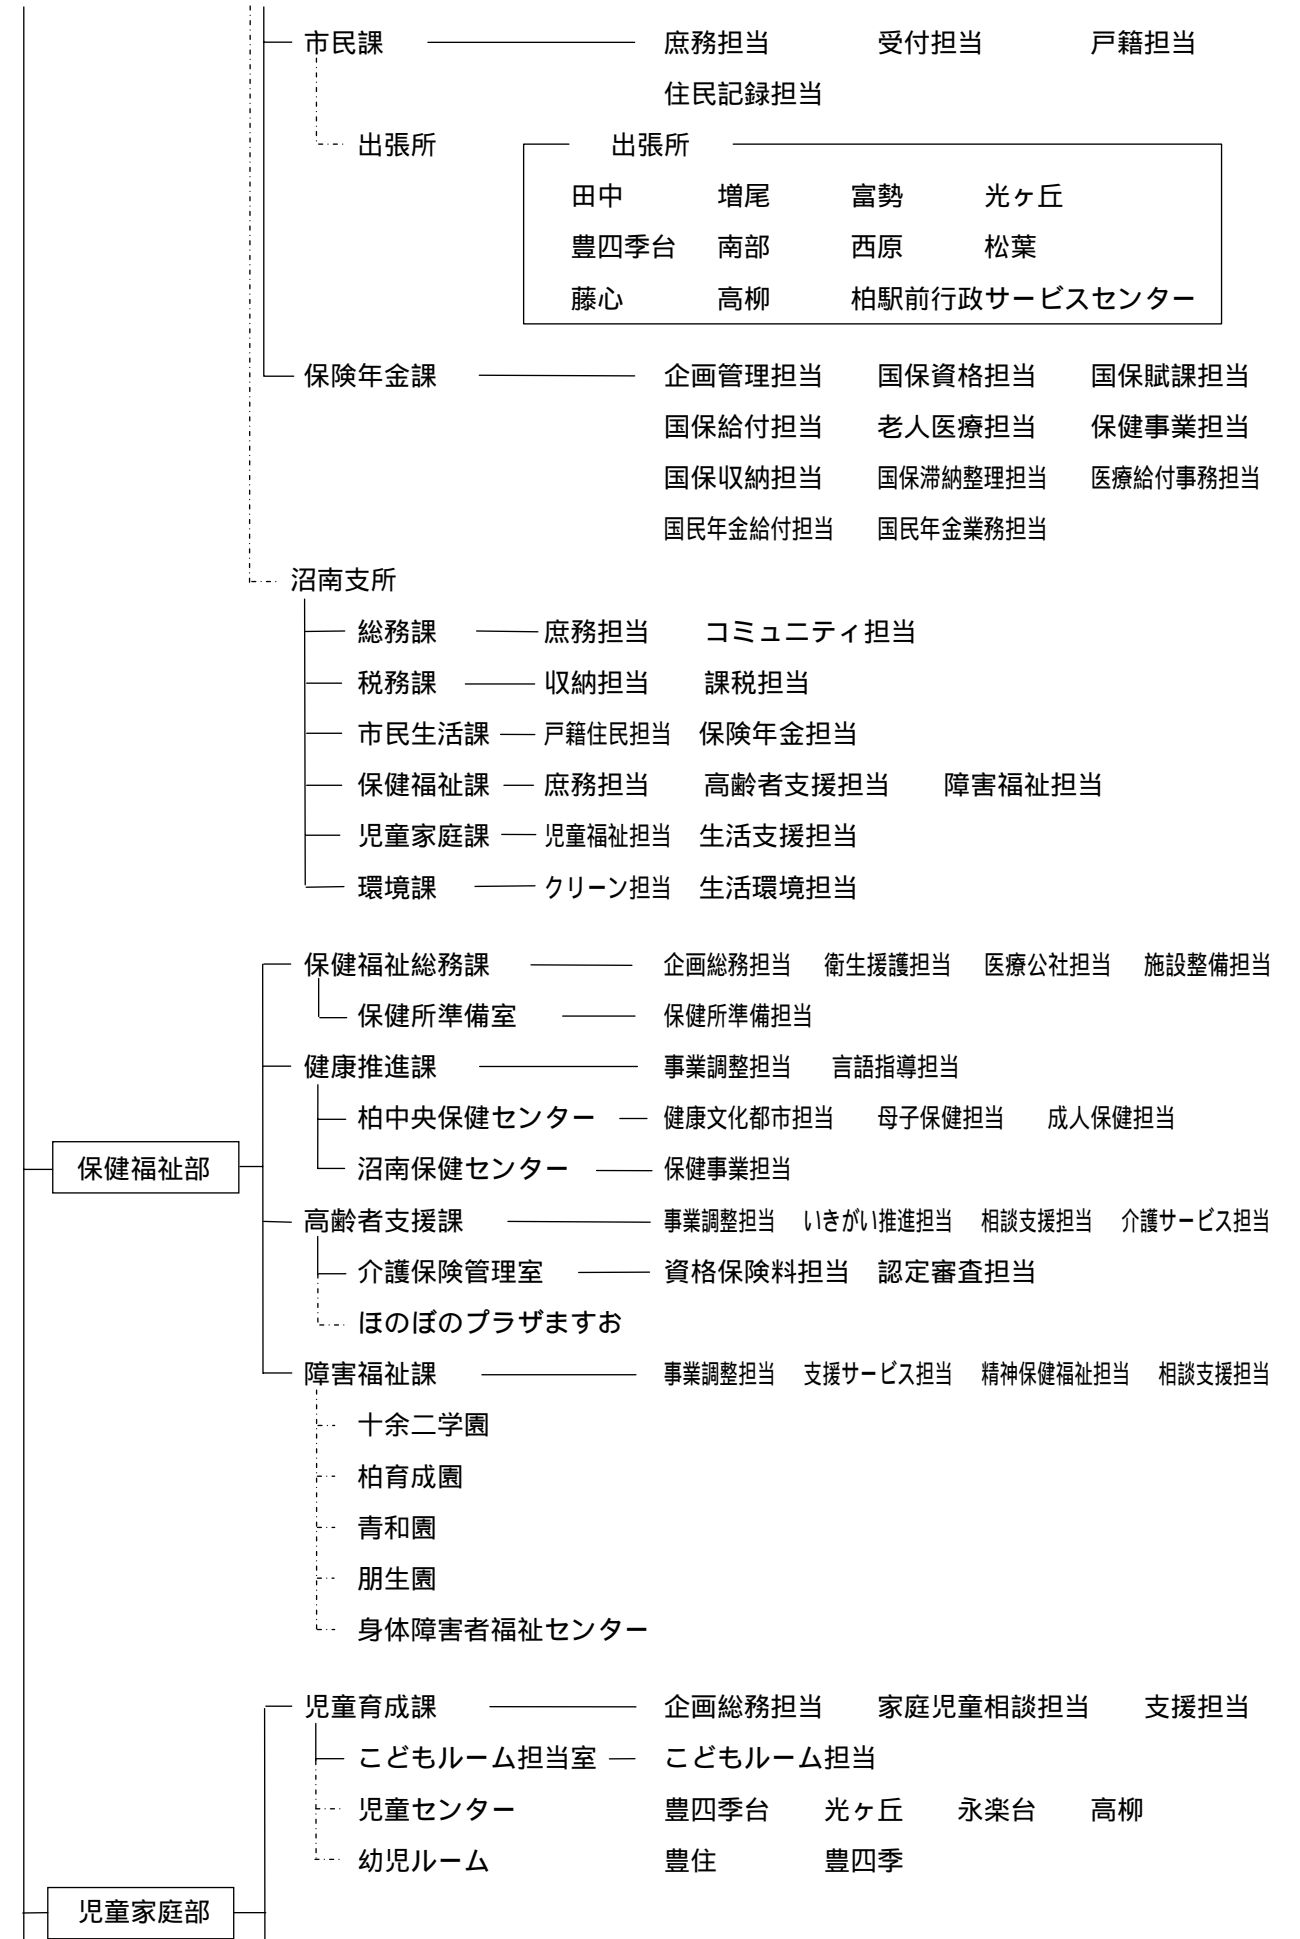 市民課 庶務担当 受付担当 戸籍担当
住民記録担当
出張所 出張所
田中 増尾 富勢 光ヶ丘
豊四季台 南部 西原 松葉
藤心 高柳 柏駅前行政サービスセンター
保険年金課 企画管理担当 国保資格担当 国保賦課担当
国保給付担当 老人医療担当 保健事業担当
国保収納担当 国保滞納整理担当 医療給付事務担当
国民年金給付担当 国民年金業務担当
沼南支所
総務課 庶務担当 コミュニティ担当
税務課 収納担当 課税担当
市民生活課 戸籍住民担当 保険年金担当
保健福祉課 庶務担当 高齢者支援担当 障害福祉担当
児童家庭課 児童福祉担当 生活支援担当
環境課 クリーン担当 生活環境担当
保健福祉総務課 企画総務担当 衛生援護担当 医療公社担当 施設整備担当
保健所準備室 保健所準備担当
健康推進課 事業調整担当 言語指導担当
柏中央保健センター 健康文化都市担当 母子保健担当 成人保健担当
保健福祉部 沼南保健センター 保健事業担当
高齢者支援課 事業調整担当 いきがい推進担当 相談支援担当 介護サービス担当
介護保険管理室 資格保険料担当 認定審査担当
ほのぼのプラザますお
障害福祉課 事業調整担当 支援サービス担当 精神保健福祉担当 相談支援担当
十余二学園
柏育成園
青和園
朋生園
身体障害者福祉センター
児童育成課 企画総務担当 家庭児童相談担当 支援担当
こどもルーム担当室 こどもルーム担当
児童センター 豊四季台 光ヶ丘 永楽台 高柳
幼児ルーム 豊住 豊四季
児童家庭部